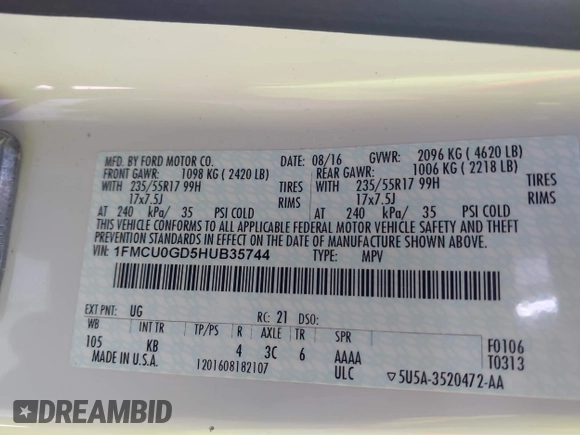 MFD. BY FORD MOTOR CO.
DATE: 08/16 GVWR: 2096 KG ( 4620 LB)
FRONT GAWR: 1098 KG ( 2420 LB)
REAR GAWR: 1006 KG ( 2218 LB)
WITH 235/55R17 99H TIRES
17x7.5J RIMS
WITH 235/55R17 99H TIRES
17x7.5J RIMS
AT 240 kPa/ 35 PSI COLD
AT 240 kPa/ 35 PSI COLD
THIS VEHICLE CONFORMS TO ALL APPLICABLE FEDERAL MOTOR VEHICLE SAFETY AND THEFT
PREVENTION STANDARDS IN EFFECT ON THE DATE OF MANUFACTURE SHOWN ABOVE.
VIN: 1FMCU0GD5HUB35744 TYPE: MPV
EXT PNT: UG RC: 21 DSO:
WB INT TR TP/PS R AXLE TR SPR
105 KB 4 3C 6 AAAA
F0106
T0313
MADE IN U.S.A. 1201608182107 ULC
▽5U5A-3520472-AA
DREAMBID